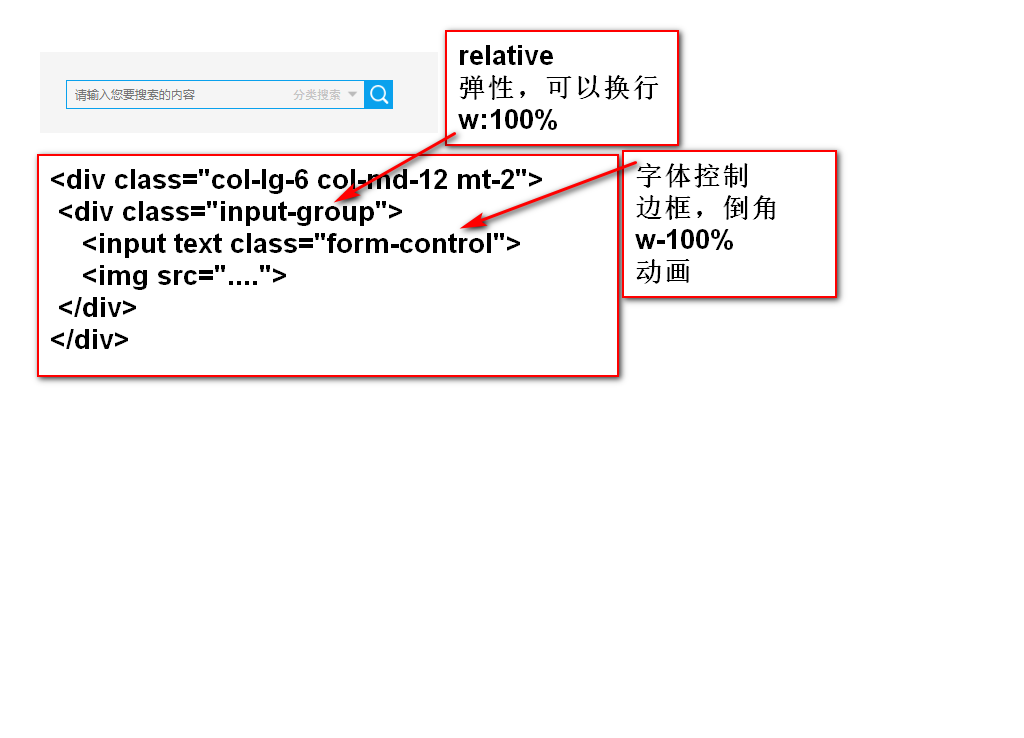 请输入您要搜索的内容 分类搜索
relative
弹性，可以换行
w:100%
<div class="col-lg-6 col-md-12 mt-2">
<div class="input-group">
<input text class="form-control">
<img src="....">
</div>
</div>
字体控制
边框，倒角
w-100%
动画